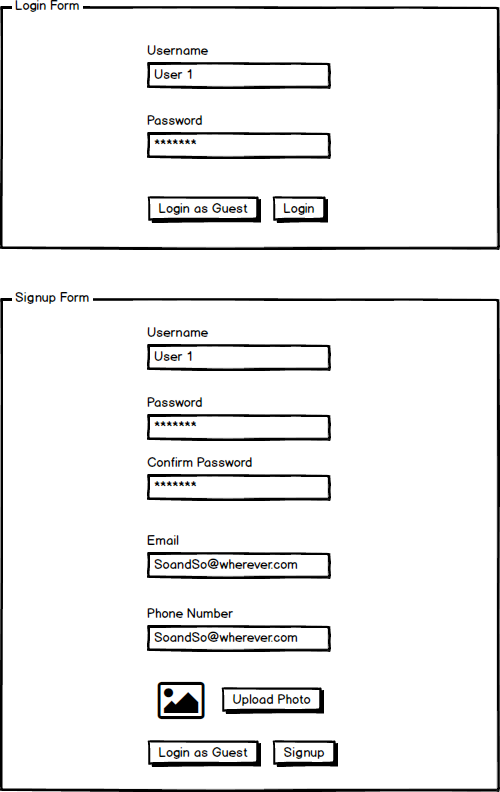 Login Form
Username
User 1
Password
*******
Login as Guest Login
Signup Form
Username
User 1
Password
*******
Confirm Password
*******
Email
SoandSo@wherever.com
Phone Number
SoandSo@wherever.com
Upload Photo
Login as Guest Signup